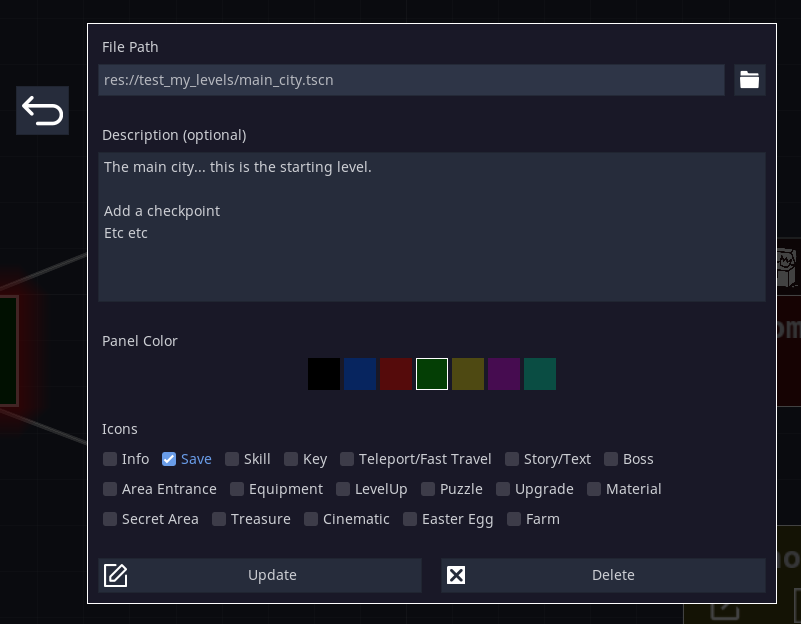 File Path
res://test_my_levels/main_city.tscn
Description (optional)
The main city... this is the starting level.
Add a checkpoint
Etc etc
Panel Color
Icons
Info Save Skill Key Teleport/Fast Travel Story/Text Boss
Area Entrance Equipment LevelUp Puzzle Upgrade Material
Secret Area Treasure Cinematic Easter Egg Farm
Update Delete